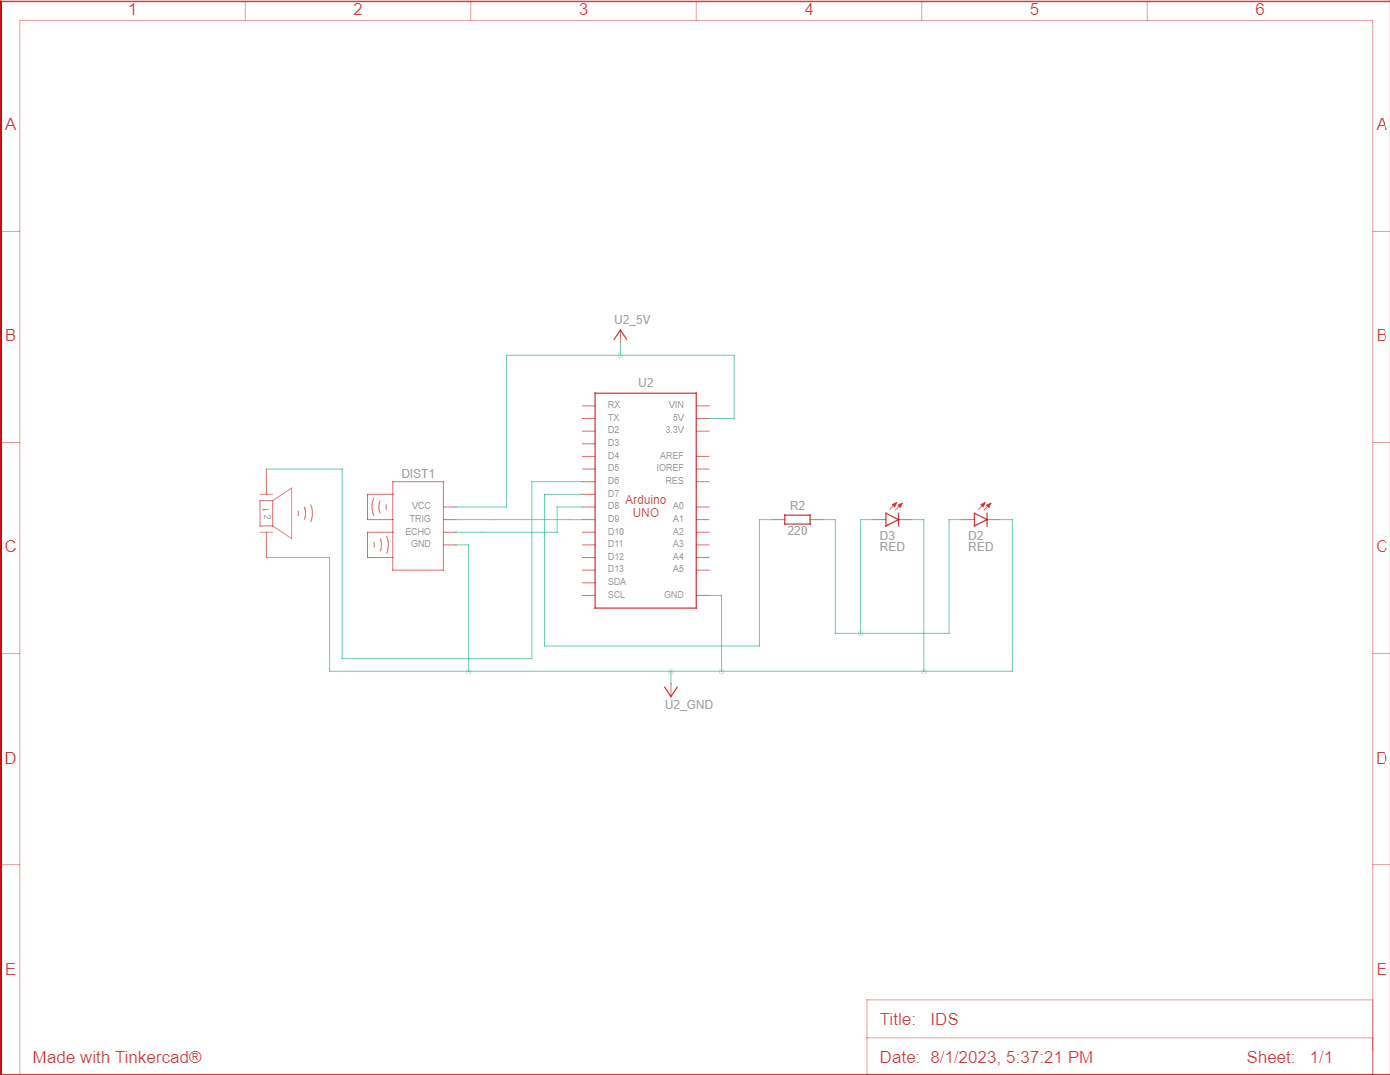 1 2 3 4 5 6
A A
B B
C C
D D
E E
U2_5V
U2
RX VIN
TX 5V
D2 3.3V
D3
D4 AREF
D5 IOREF
D6 RES
D7
D8 A0
D9 A1
D10 A2
D11 A3
D12 A4
D13 A5
SDA
SCL GND
Arduino
UNO
1 2
DIST1
VCC
TRIG
ECHO
GND
R2
220
D3
RED
D2
RED
U2_GND
Title: IDS
Made with Tinkercad®
Date: 8/1/2023, 5:37:21 PM Sheet: 1/1